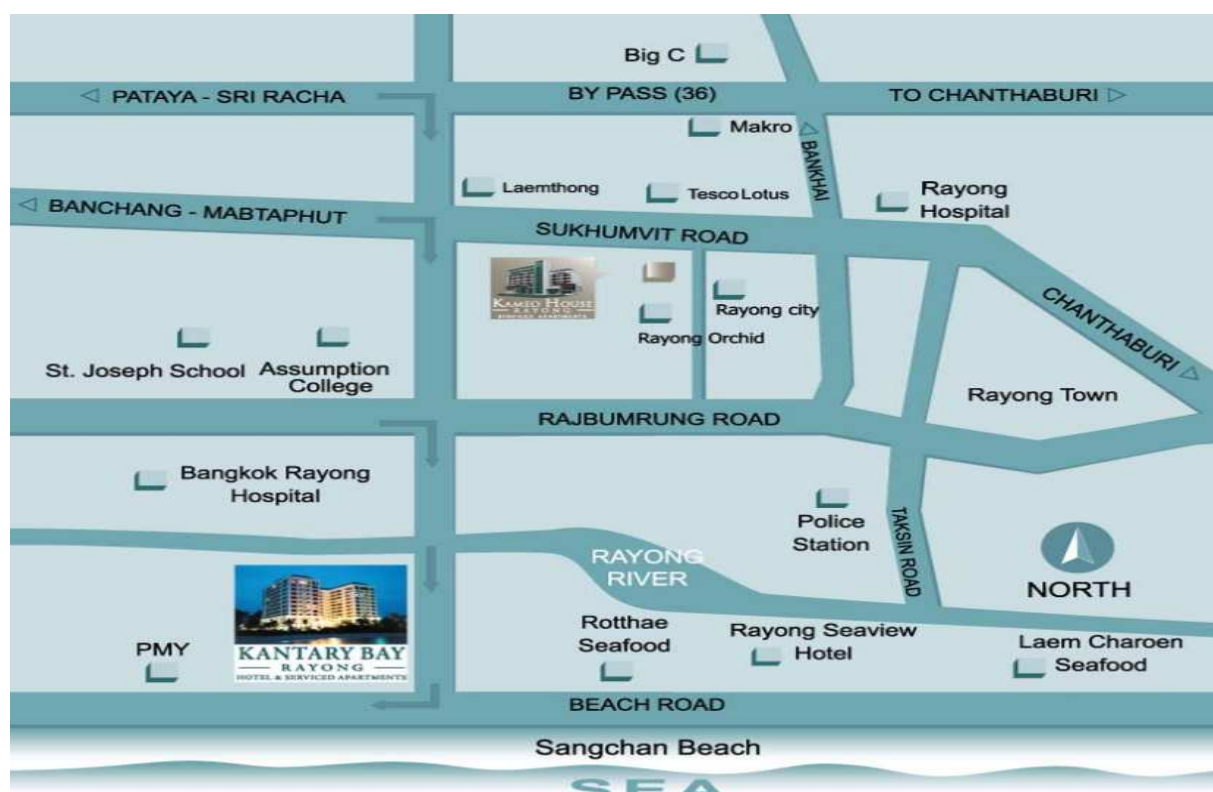 Big C
◁ PATAYA - SRI RACHA
BY PASS (36)
TO CHANTHABURI ▷
Makro
△ BANKHAI
Laemthong
Tesco Lotus
Rayong
Hospital
◁ BANCHANG - MABTAPHUT
SUKHUMVIT ROAD
KAMEO HOUSE
RAYONG
SERVICED APARTMENTS
Rayong city
Rayong Orchid
CHANTHABURI △
St. Joseph School
Assumption
College
Rayong Town
RAJBUMRUNG ROAD
Bangkok Rayong
Hospital
Police
Station
TAKSIN ROAD
RAYONG
RIVER
NORTH
KANTARY BAY
RAYONG
HOTEL & SERVICED APARTMENTS
PMY
Rotthae
Seafood
Rayong Seaview
Hotel
Laem Charoen
Seafood
BEACH ROAD
Sangchan Beach
SEA